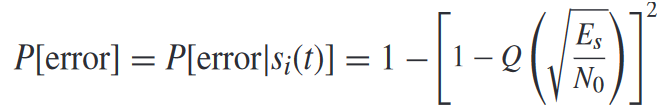 P[error] = P[error|s_i(t)] = 1 − [1 − Q(√(E_s/N_0))]^2